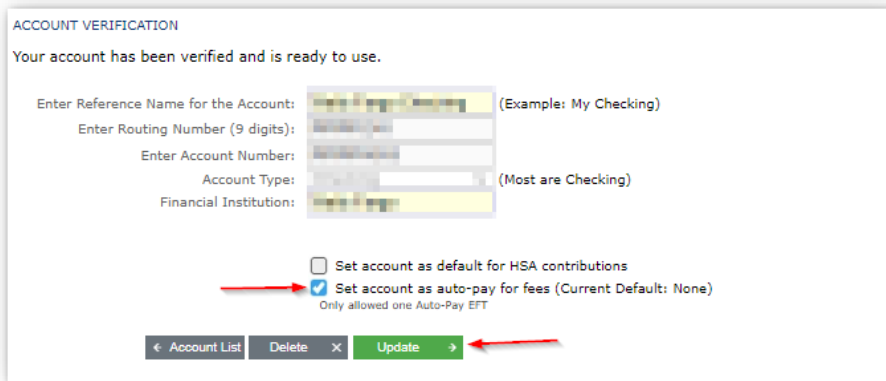 ACCOUNT VERIFICATION
Your account has been verified and is ready to use.
Enter Reference Name for the Account: (Example: My Checking)
Enter Routing Number (9 digits):
Enter Account Number:
Account Type: (Most are Checking)
Financial Institution:
Set account as default for HSA contributions
Set account as auto-pay for fees (Current Default: None)
Only allowed one Auto-Pay EFT
← Account List Delete × Update →